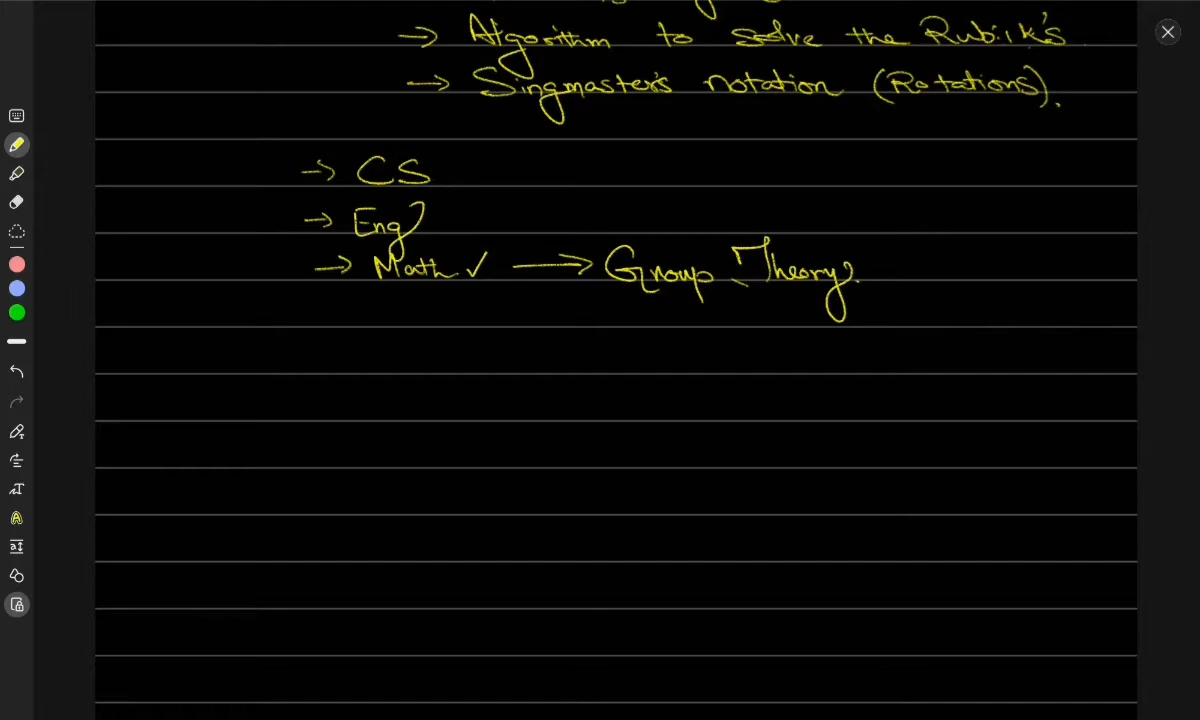 → Algorithm to solve the Rubik's
→ Singmaster's notation (Rotations).
→ CS
→ Eng
→ Math ✓ → Group Theory.